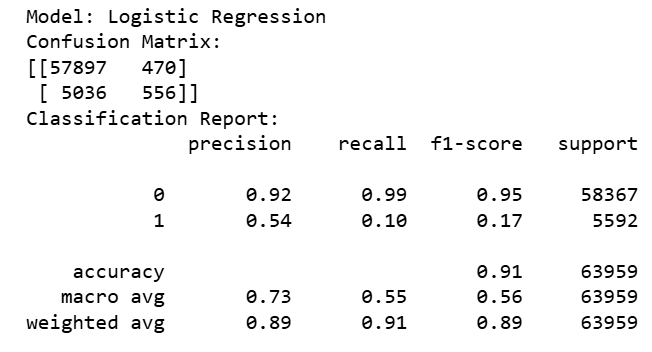 Model: Logistic Regression
Confusion Matrix:
[[57897   470]
 [ 5036   556]]
Classification Report:
              precision    recall  f1-score   support

           0       0.92      0.99      0.95     58367
           1       0.54      0.10      0.17      5592

    accuracy                           0.91     63959
   macro avg       0.73      0.55      0.56     63959
weighted avg       0.89      0.91      0.89     63959